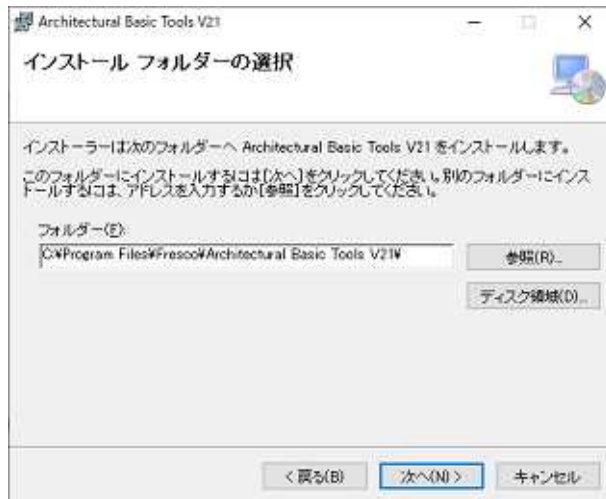 Architectural Basic Tools V21
インストール フォルダーの選択
インストーラーは次のフォルダーへ Architectural Basic Tools V21 をインストールします。
このフォルダーにインストールするには[次へ]をクリックしてください。別のフォルダーにインス
トールするには、アドレスを入力するか[参照]をクリックしてください。
フォルダー(F):
C:¥Program Files¥Fresco¥Architectural Basic Tools V21¥
参照(R)...
ディスク領域(D)...
< 戻る(B)
次へ(N) >
キャンセル